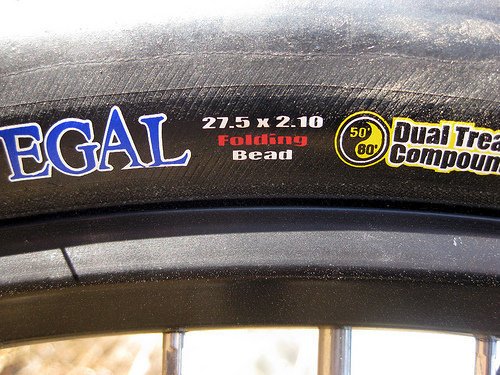 EGAL
27.5 x 2.10
Folding
Bead
50'
60'
Dual Trea
Compoun